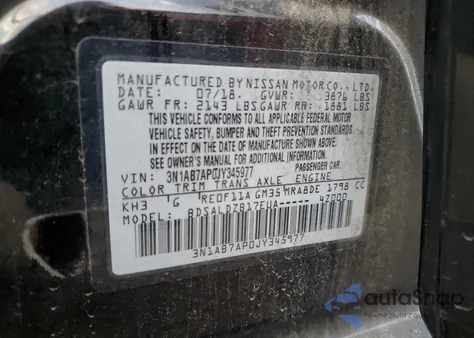 MANUFACTURED BY NISSAN MOTOR CO., LTD.
DATE: 07/18. GVWR: 3876 LBS
GAWR FR: 2143 LBS GAWR RR: 1881 LBS
THIS VEHICLE CONFORMS TO ALL APPLICABLE FEDERAL MOTOR
VEHICLE SAFETY, BUMPER AND THEFT PREVENTION STANDARDS
IN EFFECT ON THE DATE OF MANUFACTURE SHOWN ABOVE.
SEE OWNER'S MANUAL FOR ADDITIONAL INFORMATION.
VIN: 3N1AB7AP0JY345977 PASSENGER CAR
COLOR TRIM TRANS AXLE ENGINE
KH3 G RE0F11A GM35 MRA8DE 1798 CC
BDSALDZB17EUA----- 47000
3N1AB7AP0JY345977
autoSnap